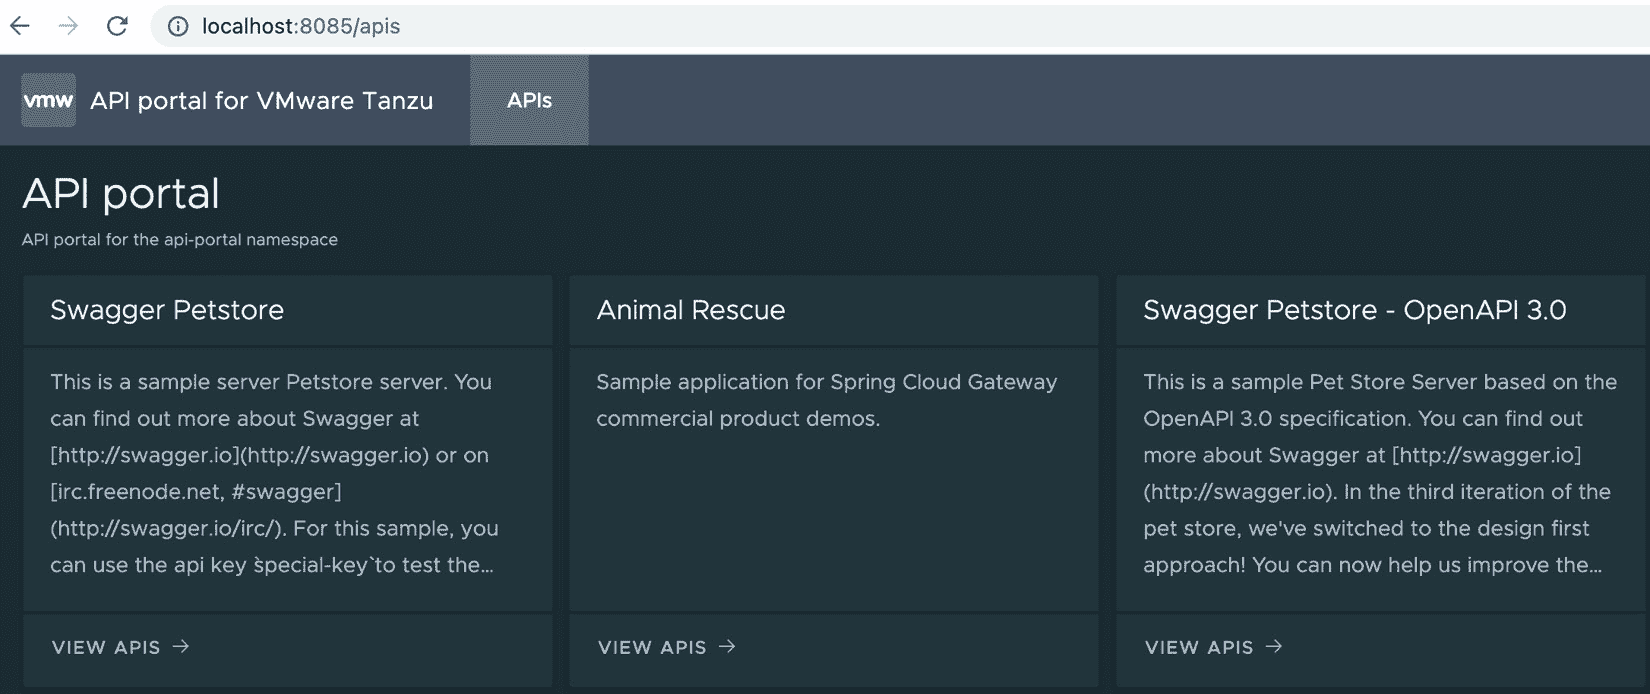 localhost:8085/apis
vmw API portal for VMware Tanzu APIs
API portal
API portal for the api-portal namespace
Swagger Petstore
This is a sample server Petstore server. You
can find out more about Swagger at
[http://swagger.io](http://swagger.io) or on
[irc.freenode.net, #swagger]
(http://swagger.io/irc/). For this sample, you
can use the api key `special-key` to test the...
VIEW APIS →
Animal Rescue
Sample application for Spring Cloud Gateway
commercial product demos.
VIEW APIS →
Swagger Petstore - OpenAPI 3.0
This is a sample Pet Store Server based on the
OpenAPI 3.0 specification. You can find out
more about Swagger at [http://swagger.io]
(http://swagger.io). In the third iteration of the
pet store, we've switched to the design first
approach! You can now help us improve the...
VIEW APIS →